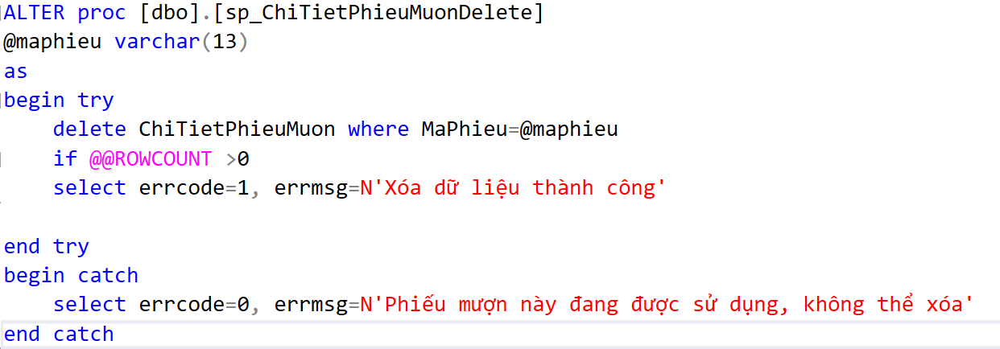 ALTER proc [dbo].[sp_ChiTietPhieuMuonDelete]
@maphieu varchar(13)
as
begin try
    delete ChiTietPhieuMuon where MaPhieu=@maphieu
    if @@ROWCOUNT >0
    select errcode=1, errmsg=N'Xóa dữ liệu thành công'
end try
begin catch
    select errcode=0, errmsg=N'Phiếu mượn này đang được sử dụng, không thể xóa'
end catch